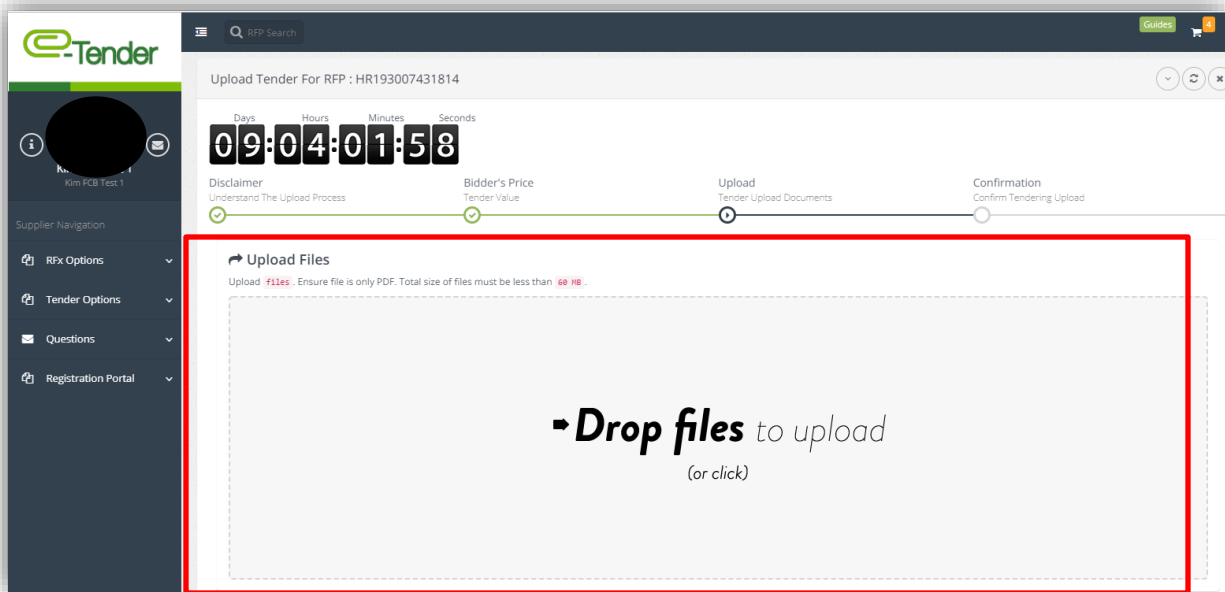 e-Tender
RFP Search
Guides
4
Upload Tender For RFP : HR193007431814
Days Hours Minutes Seconds
09:04:01:58
Kim FCB Test 1
Disclaimer
Understand The Upload Process
Bidder's Price
Tender Value
Upload
Tender Upload Documents
Confirmation
Confirm Tendering Upload
Supplier Navigation
RFx Options
Tender Options
Questions
Registration Portal
Upload Files
Upload files . Ensure file is only PDF. Total size of files must be less than 60 MB .
Drop files to upload
(or click)